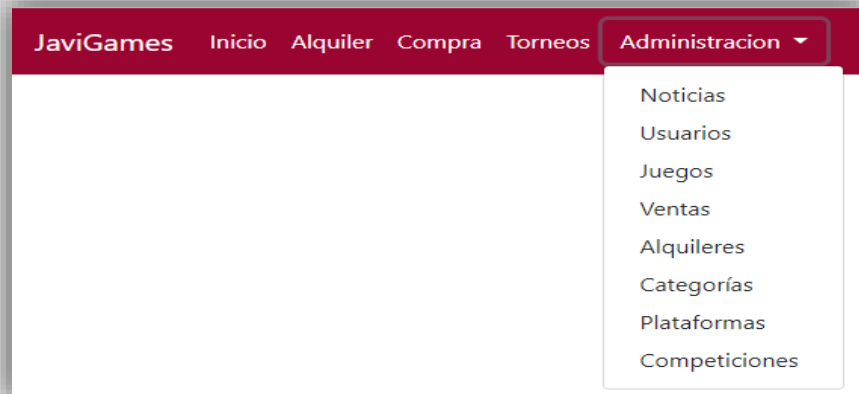 JaviGames Inicio Alquiler Compra Torneos Administracion
Noticias
Usuarios
Juegos
Ventas
Alquileres
Categorías
Plataformas
Competiciones